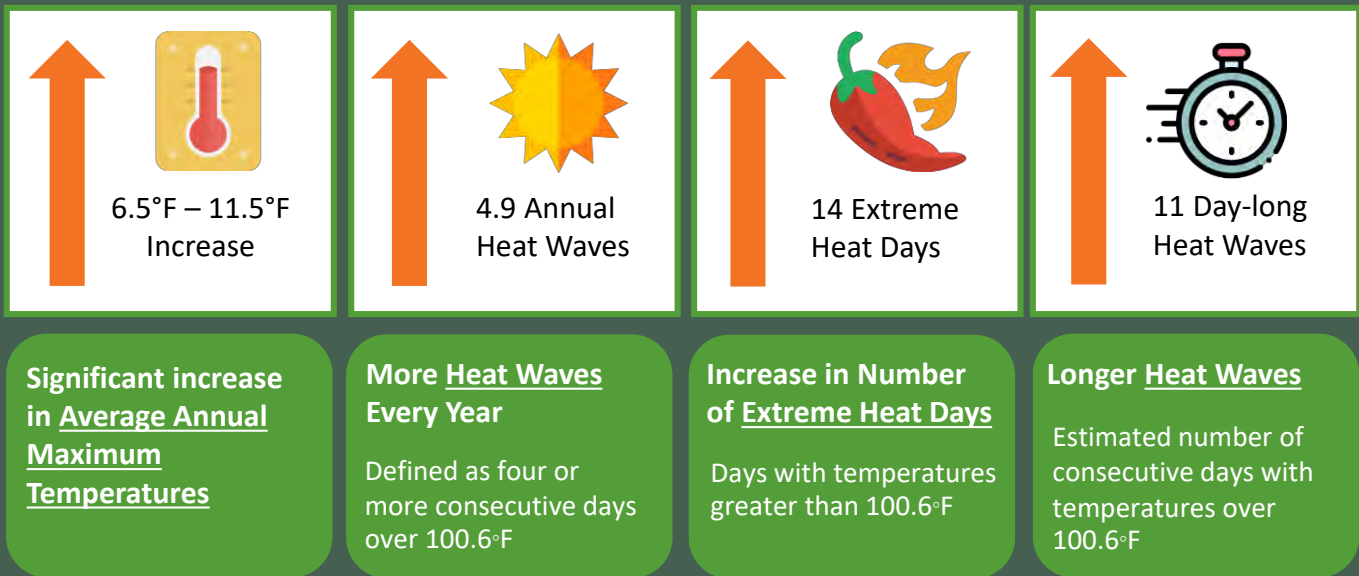 6.5°F – 11.5°F
Increase
4.9 Annual
Heat Waves
14 Extreme
Heat Days
11 Day-long
Heat Waves
Significant increase
in Average Annual
Maximum
Temperatures
More Heat Waves
Every Year
Defined as four or
more consecutive days
over 100.6◦F
Increase in Number
of Extreme Heat Days
Days with temperatures
greater than 100.6◦F
Longer Heat Waves
Estimated number of
consecutive days with
temperatures over
100.6◦F